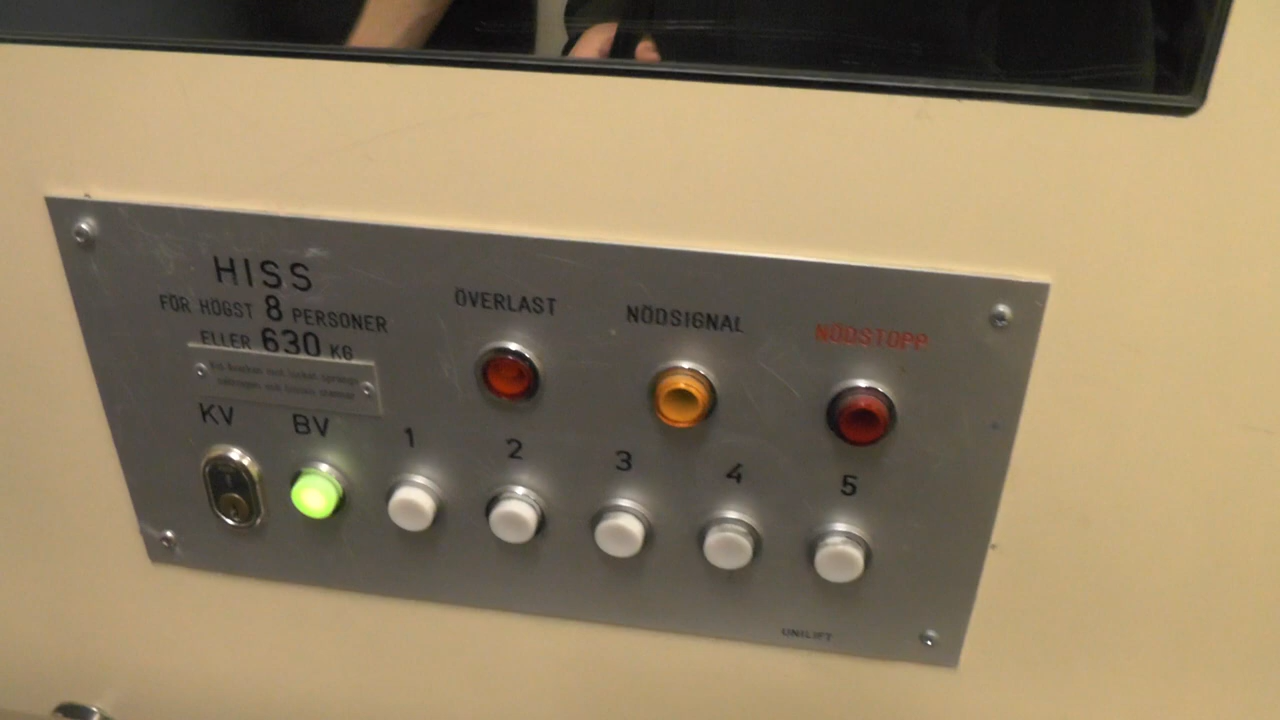 HISS
FÖR HÖGST 8 PERSONER
ELLER 630 KG
ÖVERLAST
NÖDSIGNAL
NÖDSTOPP
KV
BV
1
2
3
4
5
UNILIFT